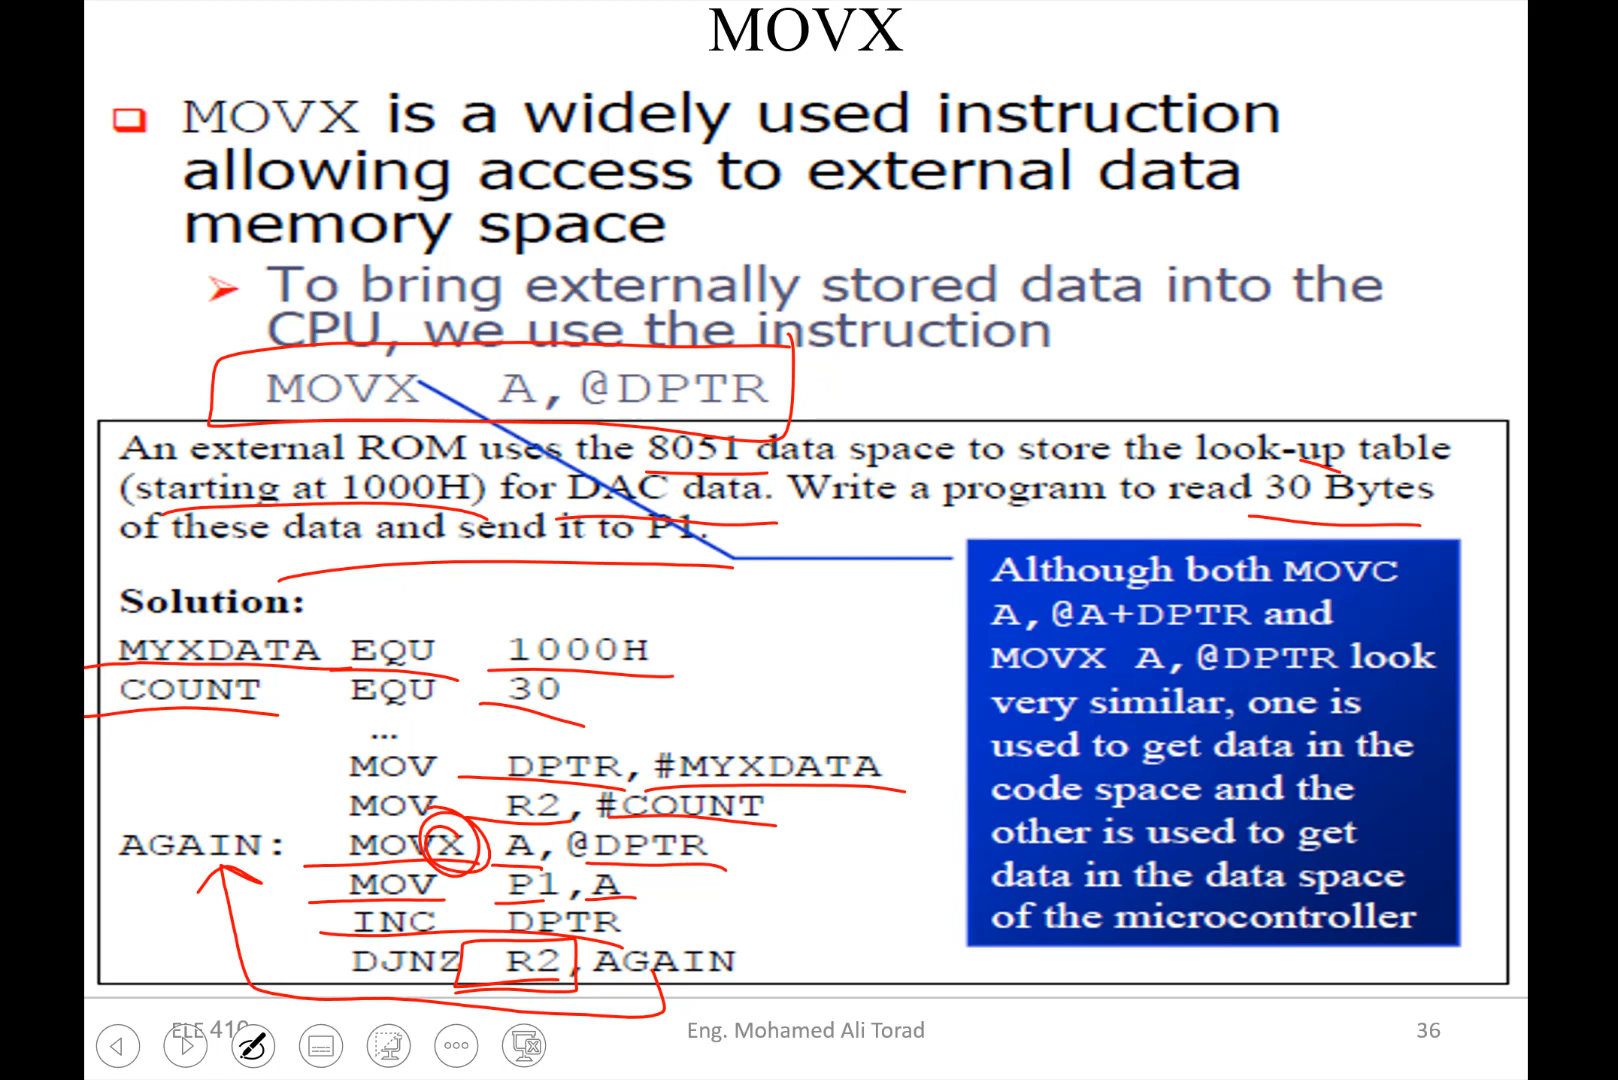 MOVX
MOVX is a widely used instruction
allowing access to external data
memory space
To bring externally stored data into the
CPU, we use the instruction
MOVX A,@DPTR
An external ROM uses the 8051 data space to store the look-up table
(starting at 1000H) for DAC data. Write a program to read 30 Bytes
of these data and send it to P1.
Solution:
MYXDATA EQU 1000H
COUNT EQU 30
...
MOV DPTR,#MYXDATA
MOV R2,#COUNT
AGAIN: MOVX A,@DPTR
MOV P1,A
INC DPTR
DJNZ R2,AGAIN
Although both MOVC
A,@A+DPTR and
MOVX A,@DPTR look
very similar, one is
used to get data in the
code space and the
other is used to get
data in the data space
of the microcontroller
ELE 410
Eng. Mohamed Ali Torad
36